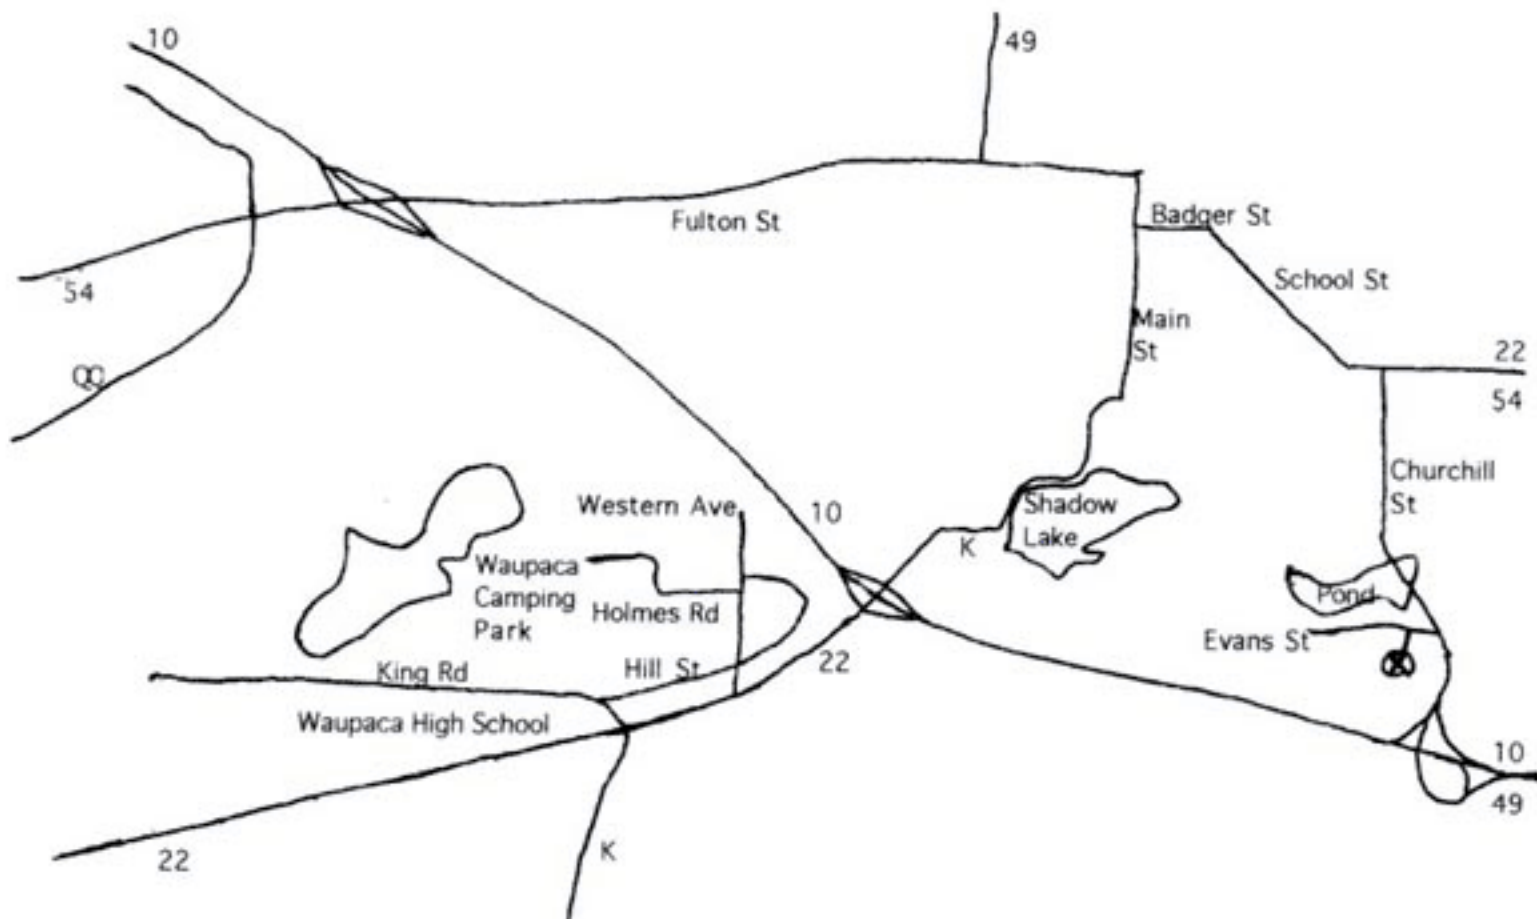 10
49
Fulton St
Badger St
54
School St
Main
St
22
54
QQ
Churchill
St
Western Ave
10
Shadow
Lake
K
Waupaca
Camping
Park
Holmes Rd
Pond
Evans St
King Rd
Hill St
22
Waupaca High School
10
49
22
K